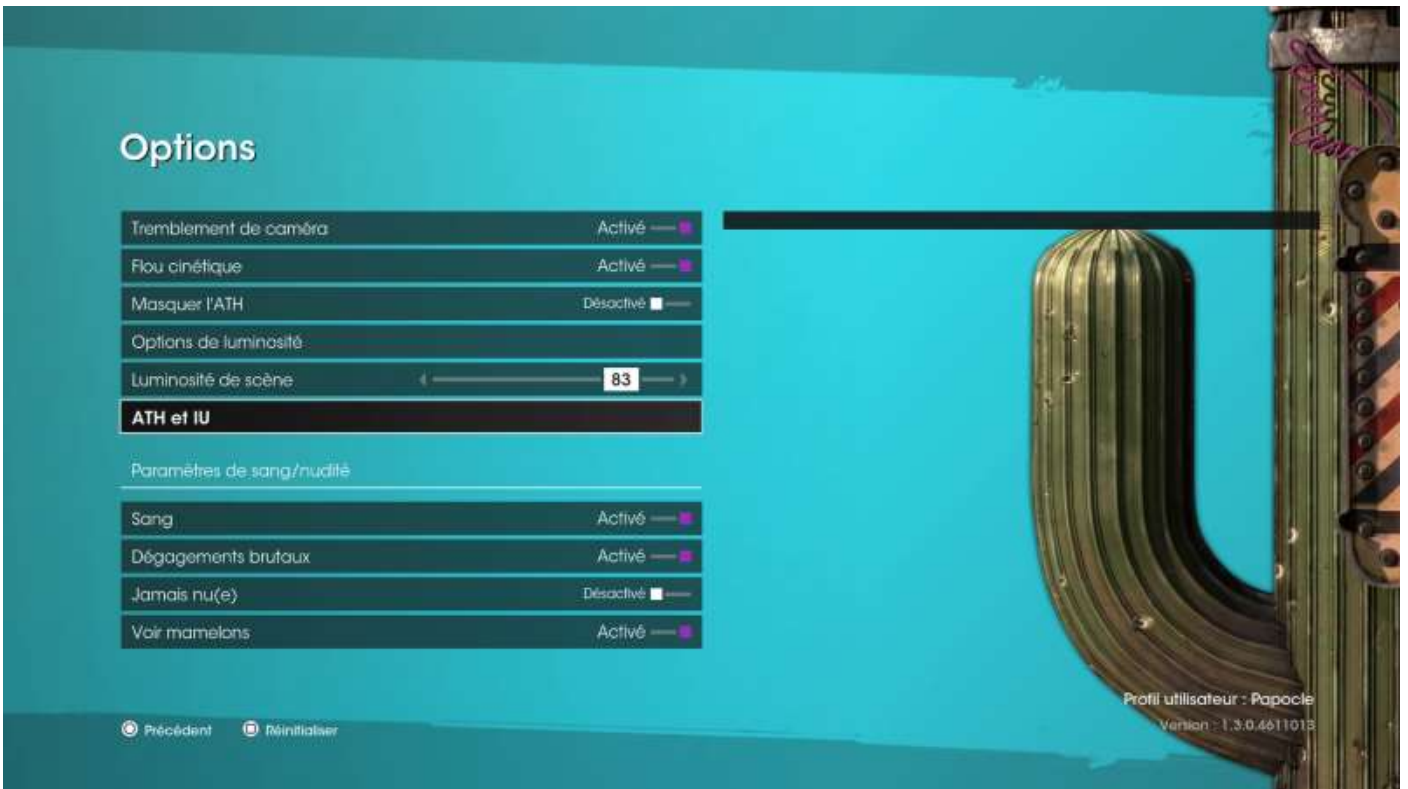 Options
Tremblement de caméra Activé
Flou cinétique Activé
Masquer l'ATH Désactivé
Options de luminosité
Luminosité de scène 83
ATH et IU
Paramètres de sang/nudité
Sang Activé
Dégagements brutaux Activé
Jamais nu(e) Désactivé
Voir mamelons Activé
Profil utilisateur : Papocle
Version : 1.3.0.4611013
Précédent Réinitialiser